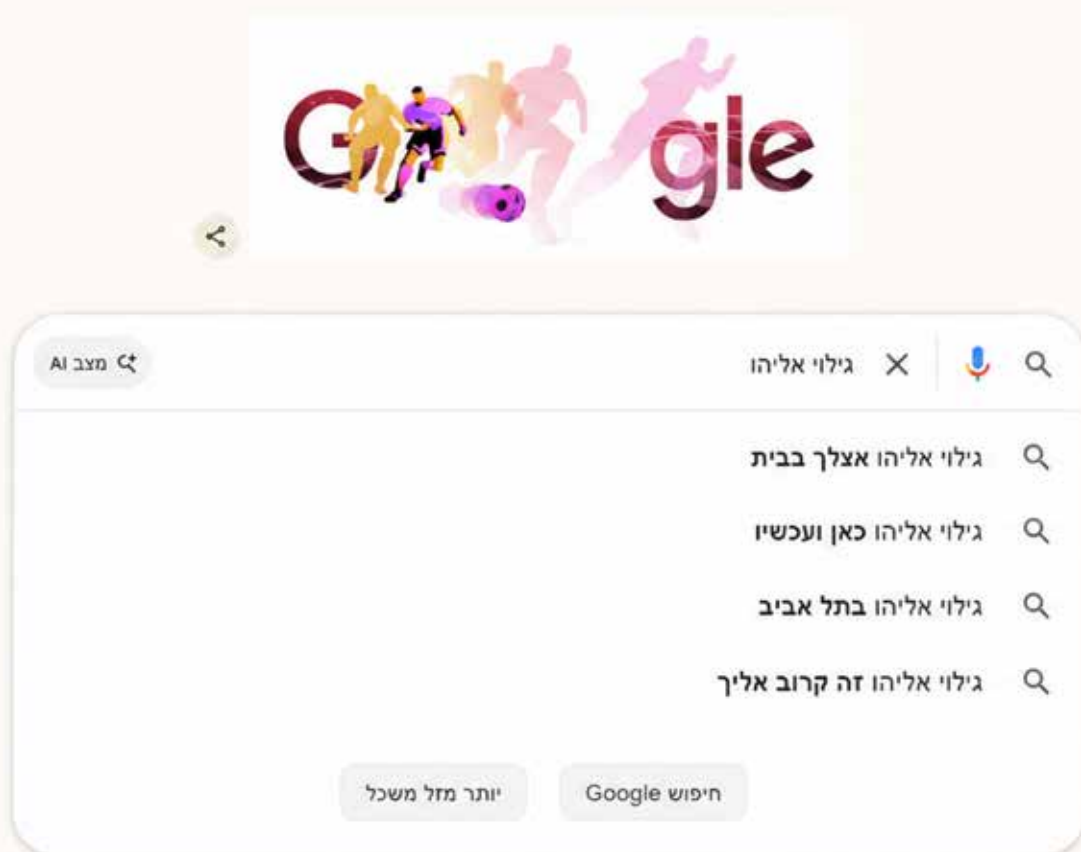 Google
גילוי אליהו
מצב AI
גילוי אליהו אצלך בבית
גילוי אליהו כאן ועכשיו
גילוי אליהו בתל אביב
גילוי אליהו זה קרוב אליך
חיפוש Google
יותר מזל משכל